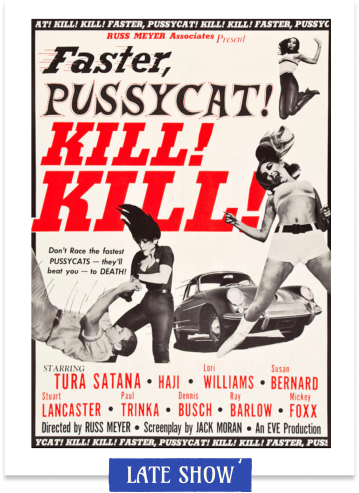 AT! KILL! KILL! FASTER, PUSSYCAT! KILL! KILL! FASTER, PUSSYC
RUSS MEYER Associates Present
Faster,
PUSSYCAT!
KILL!
KILL!
Don't Race the fastest
PUSSYCATS — they'll
beat you — to DEATH!
STARRING
TURA SATANA • HAJI • Lori WILLIAMS • Susan BERNARD
Stuart LANCASTER • Paul TRINKA • Dennis BUSCH • Ray BARLOW • Mickey FOXX
Directed by RUSS MEYER • Screenplay by JACK MORAN • An EVE Production
YCAT! KILL! KILL! FASTER, PUSSYCAT! KILL! KILL! FASTER, PUS
LATE SHOW